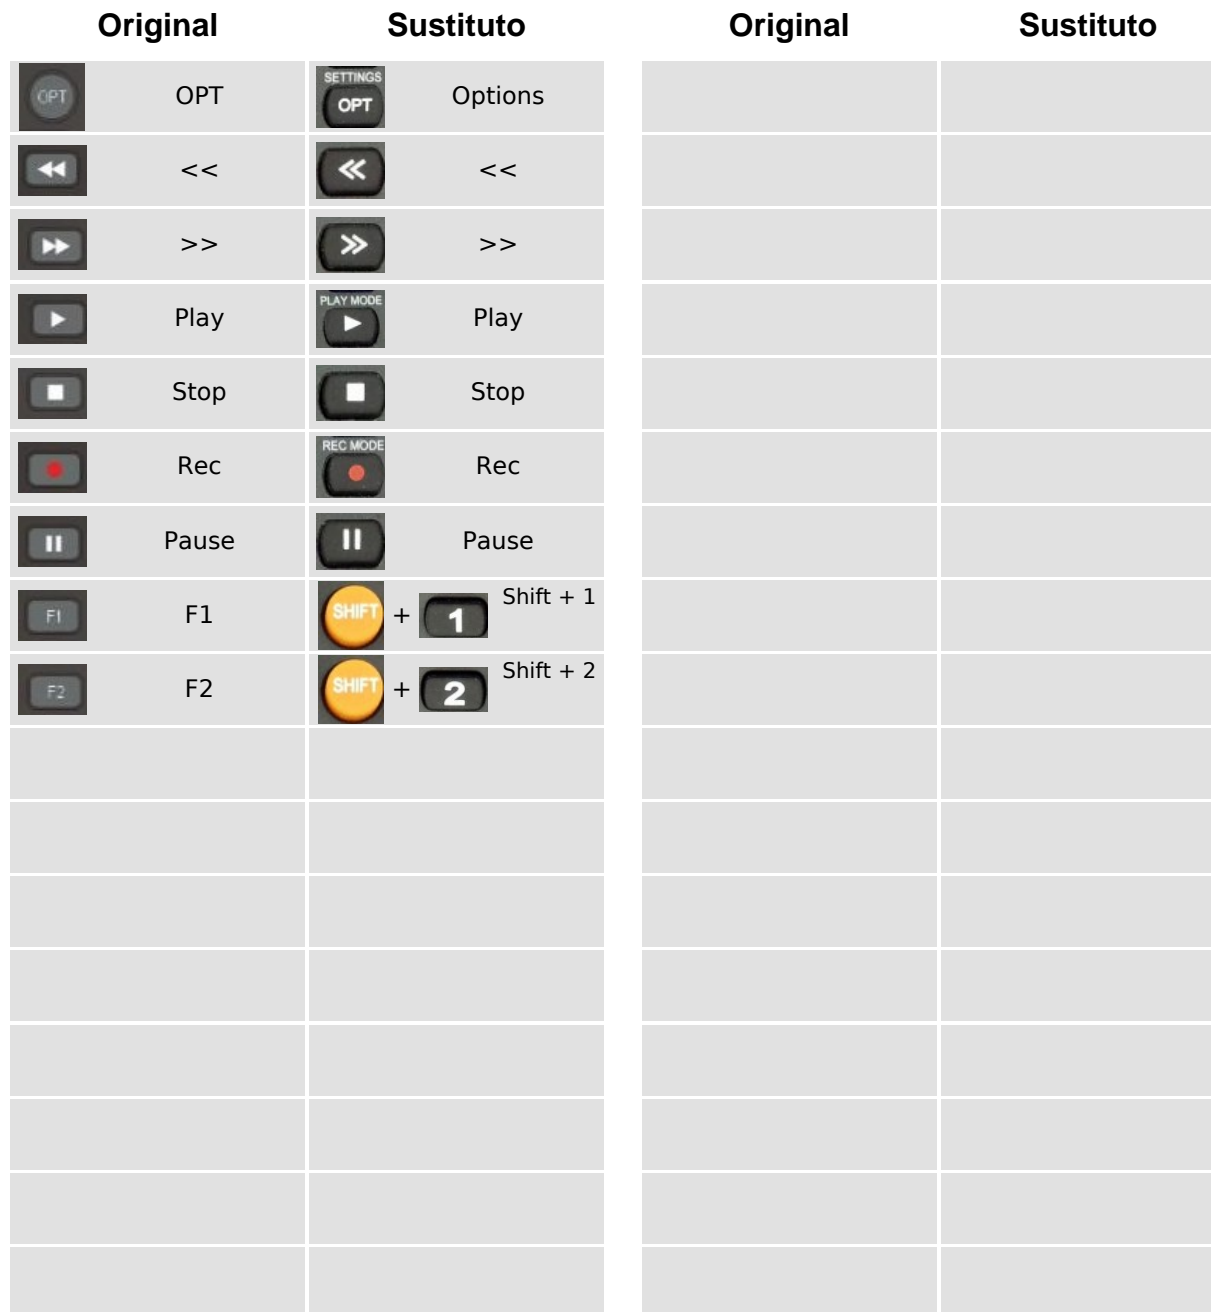 Original Sustituto Original Sustituto
OPT OPT SETTINGS OPT Options
<< <<
>> >>
Play PLAY MODE Play
Stop Stop
Rec REC MODE Rec
Pause Pause
F1 F1 SHIFT + 1 Shift + 1
F2 F2 SHIFT + 2 Shift + 2